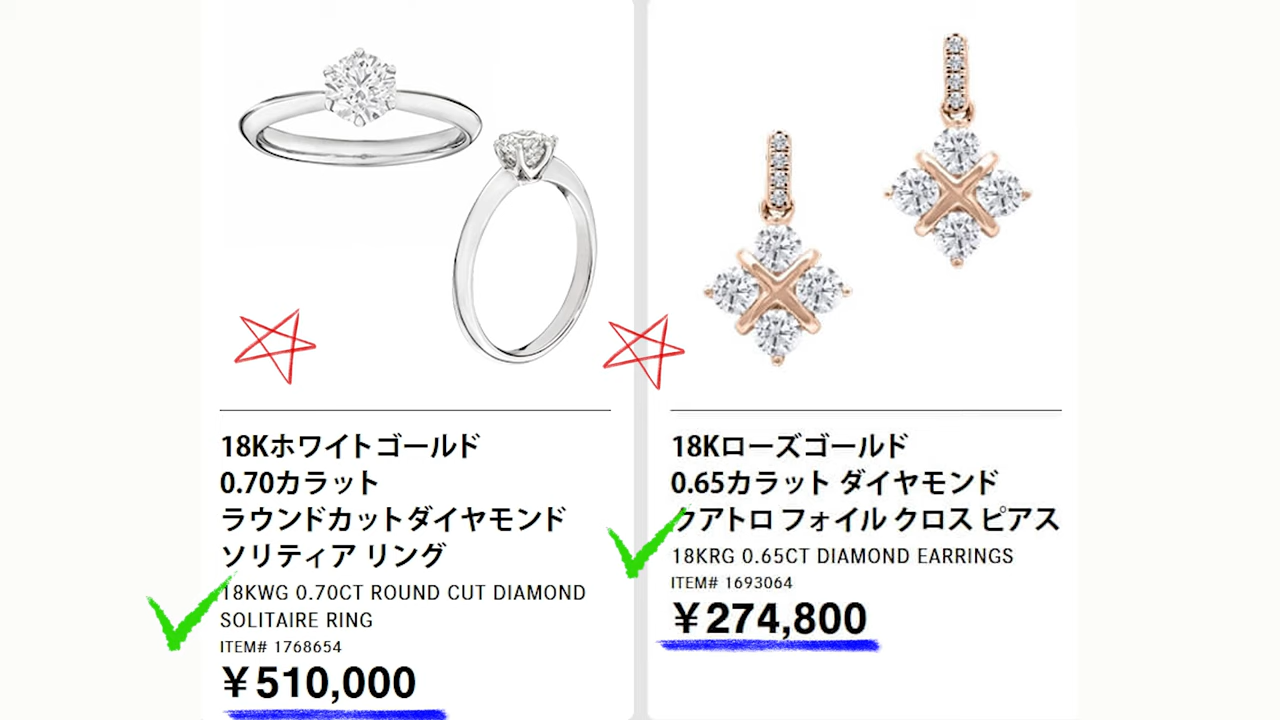 18Kホワイトゴールド
0.70カラット
ラウンドカットダイヤモンド
ソリティア リング
18KWG 0.70CT ROUND CUT DIAMOND
SOLITAIRE RING
ITEM# 1768654
¥510,000
18Kローズゴールド
0.65カラット ダイヤモンド
クアトロ フォイル クロス ピアス
18KRG 0.65CT DIAMOND EARRINGS
ITEM# 1693064
¥274,800